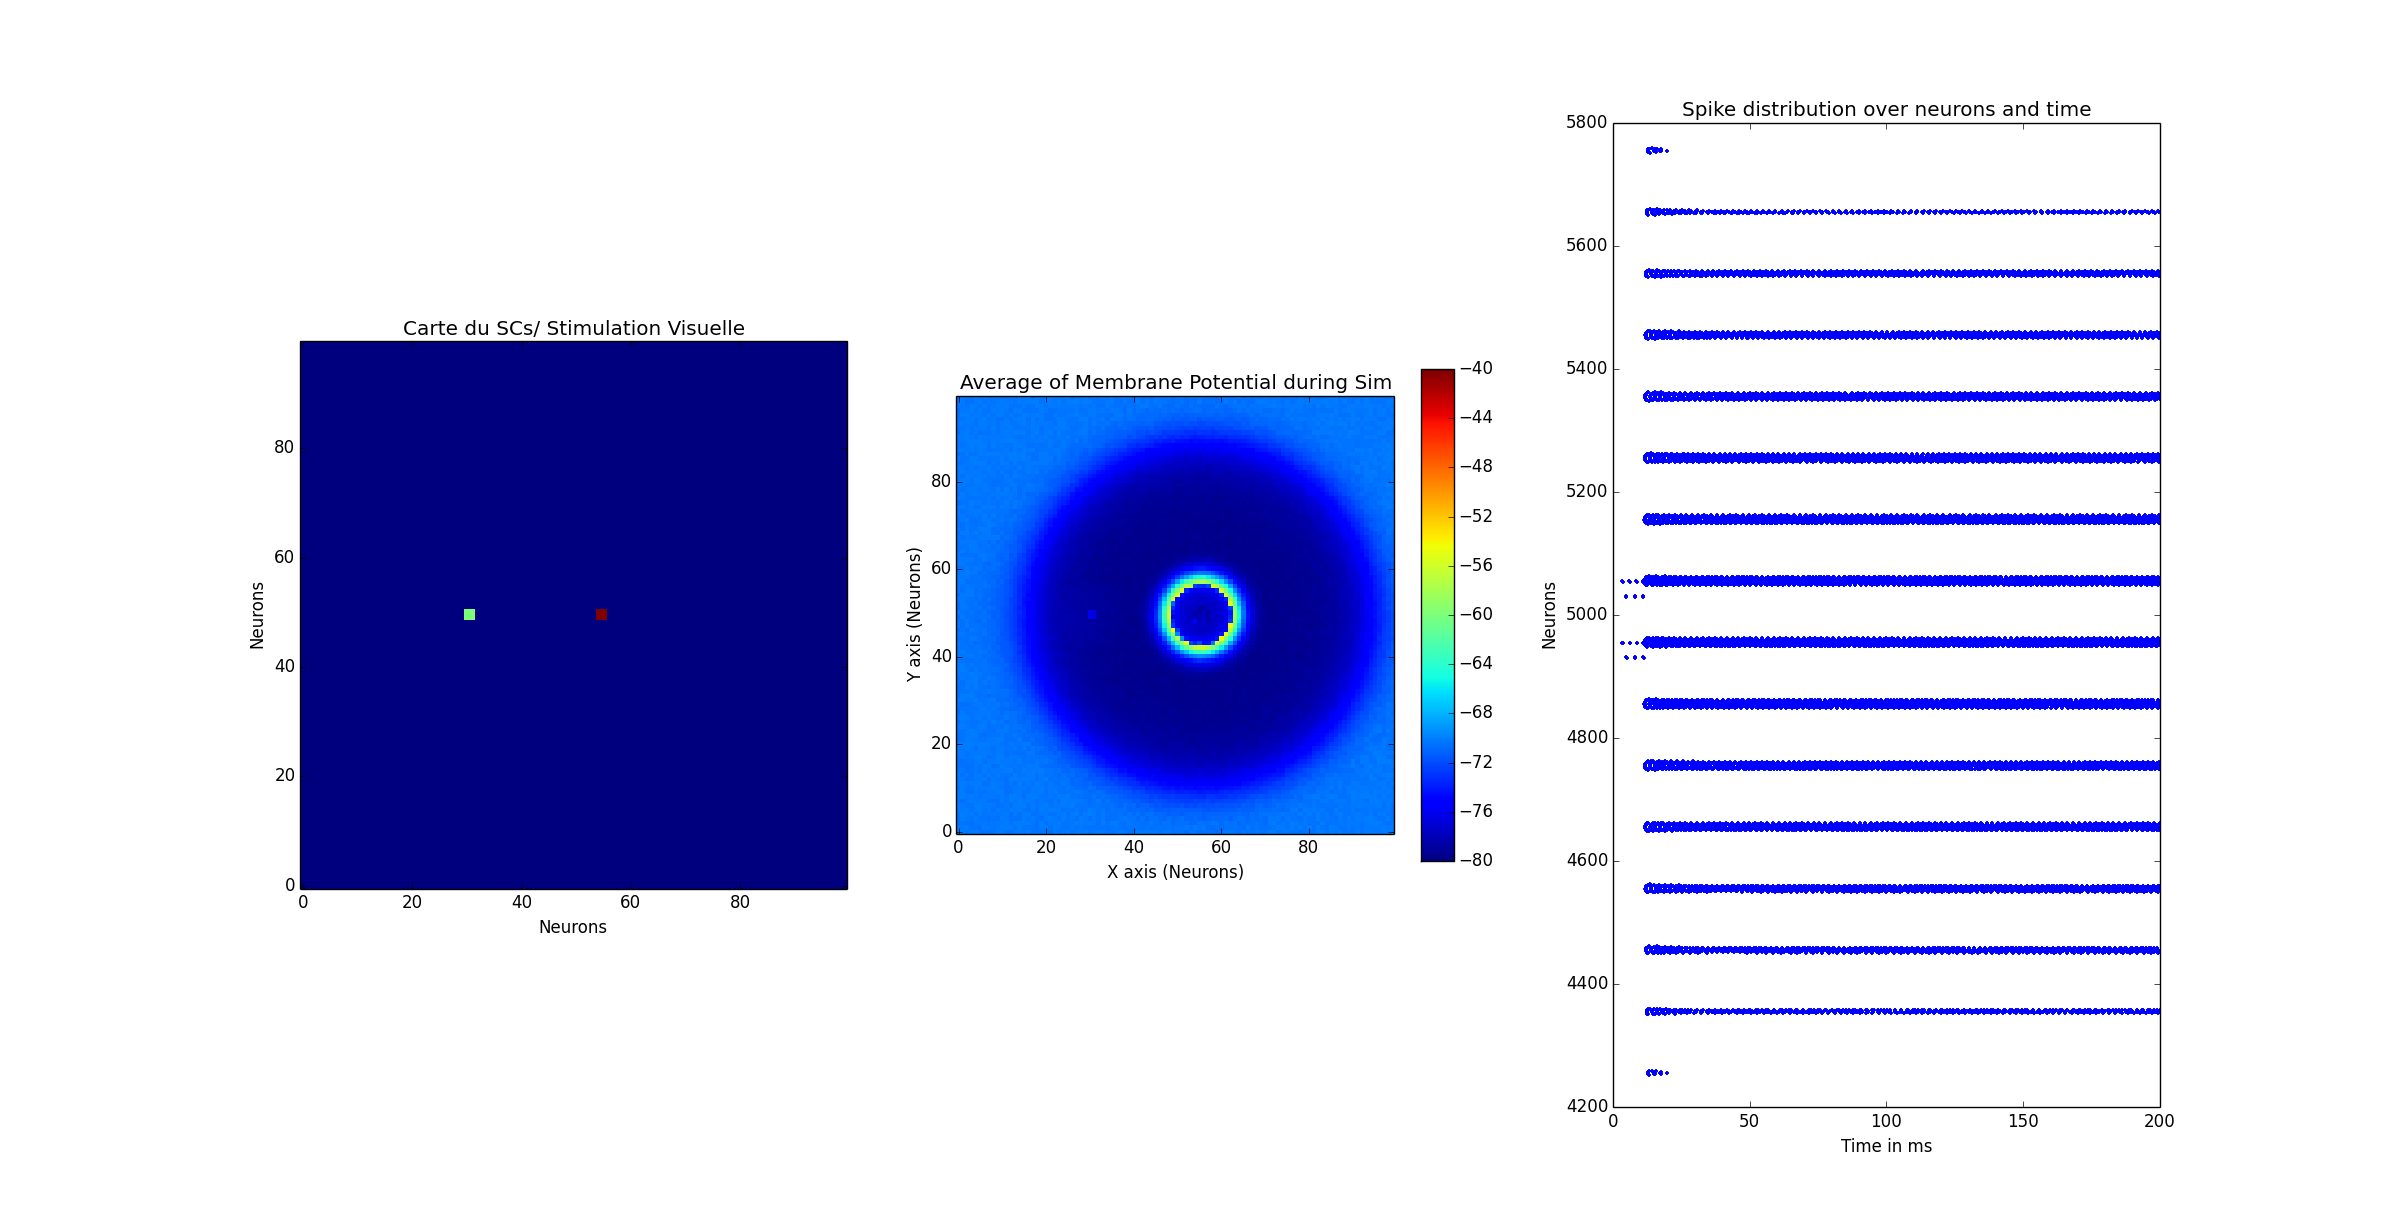 Carte du SCs/ Stimulation Visuelle
80
60
40
20
0
Neurons
0 20 40 60 80
Neurons
Average of Membrane Potential during Sim
80
60
40
20
0
Y axis (Neurons)
0 20 40 60 80
X axis (Neurons)
−40
−44
−48
−52
−56
−60
−64
−68
−72
−76
−80
Spike distribution over neurons and time
5800
5600
5400
5200
5000
4800
4600
4400
4200
Neurons
0 50 100 150 200
Time in ms